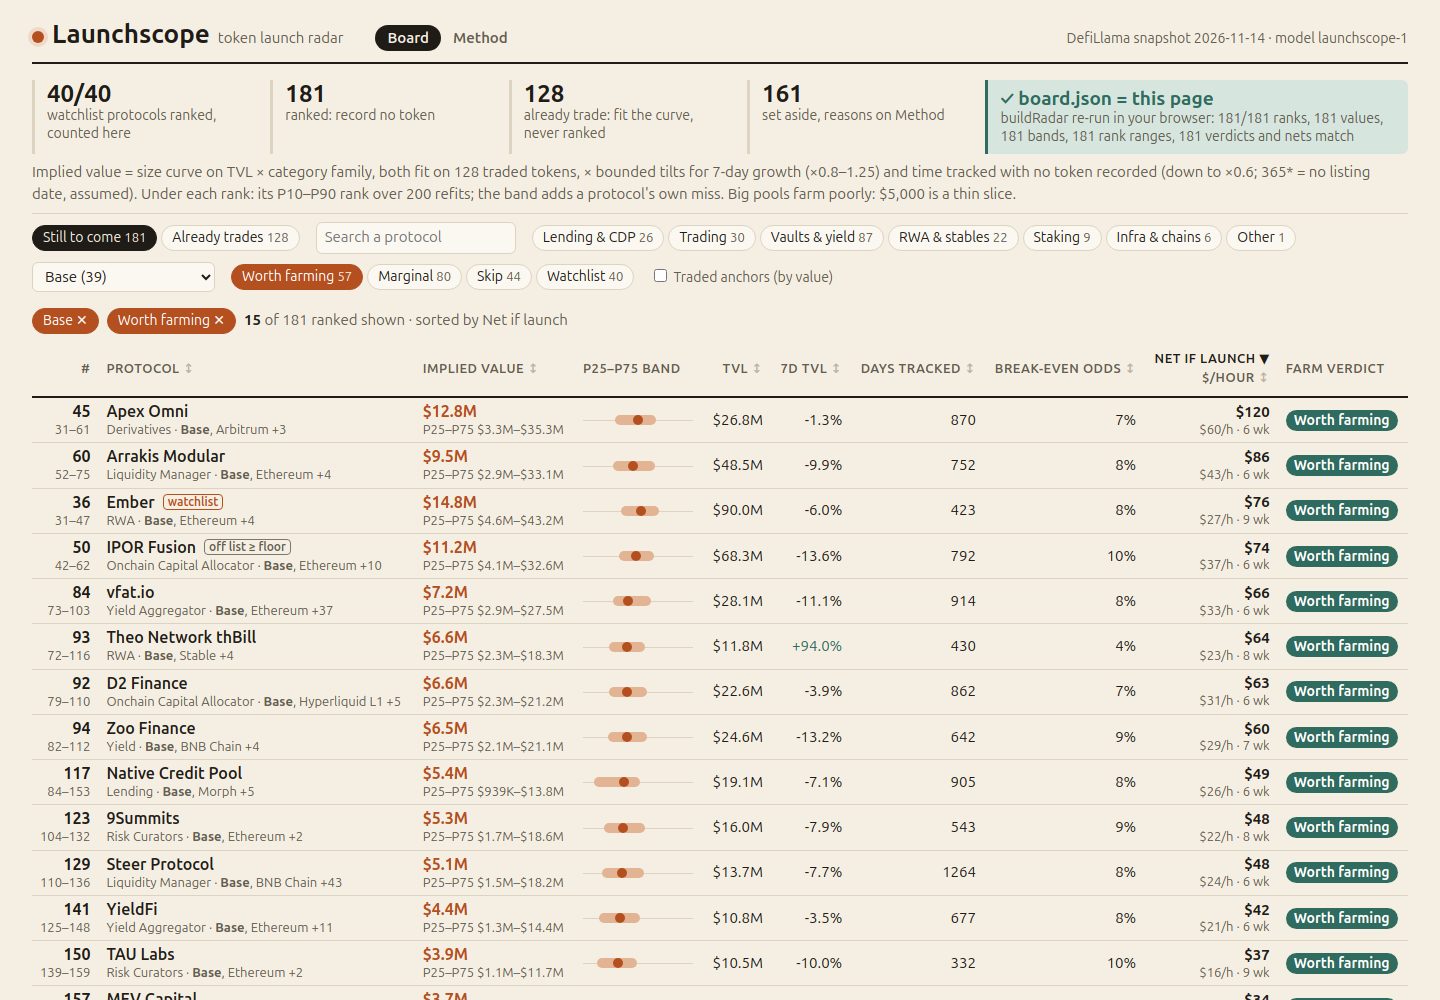 Launchscope token launch radar Board Method DefiLlama snapshot 2026-11-14 · model launchscope-1
40/40
watchlist protocols ranked,
counted here
181
ranked: record no token
128
already trade: fit the curve,
never ranked
161
set aside, reasons on Method
✓ board.json = this page
buildRadar re-run in your browser: 181/181 ranks, 181 values,
181 bands, 181 rank ranges, 181 verdicts and nets match
Implied value = size curve on TVL × category family, both fit on 128 traded tokens, × bounded tilts for 7-day growth (×0.8–1.25) and time tracked with no token recorded (down to ×0.6; 365* = no listing
date, assumed). Under each rank: its P10–P90 rank over 200 refits; the band adds a protocol's own miss. Big pools farm poorly: $5,000 is a thin slice.
Still to come 181 Already trades 128 Search a protocol Lending & CDP 26 Trading 30 Vaults & yield 87 RWA & stables 22 Staking 9 Infra & chains 6 Other 1
Base (39) Worth farming 57 Marginal 80 Skip 44 Watchlist 40 Traded anchors (by value)
Base ✕ Worth farming ✕ 15 of 181 ranked shown · sorted by Net if launch
# PROTOCOL ↕ IMPLIED VALUE ↕ P25–P75 BAND TVL ↕ 7D TVL ↕ DAYS TRACKED ↕ BREAK-EVEN ODDS ↕ NET IF LAUNCH ▼ FARM VERDICT
$/HOUR ↕
45 Apex Omni $12.8M $26.8M -1.3% 870 7% $120 Worth farming
31–61 Derivatives · Base, Arbitrum +3 P25–P75 $3.3M–$35.3M $60/h · 6 wk
60 Arrakis Modular $9.5M $48.5M -9.9% 752 8% $86 Worth farming
52–75 Liquidity Manager · Base, Ethereum +4 P25–P75 $2.9M–$33.1M $43/h · 6 wk
36 Ember watchlist $14.8M $90.0M -6.0% 423 8% $76 Worth farming
31–47 RWA · Base, Ethereum +4 P25–P75 $4.6M–$43.2M $27/h · 9 wk
50 IPOR Fusion off list ≥ floor $11.2M $68.3M -13.6% 792 10% $74 Worth farming
42–62 Onchain Capital Allocator · Base, Ethereum +10 P25–P75 $4.1M–$32.6M $37/h · 6 wk
84 vfat.io $7.2M $28.1M -11.1% 914 8% $66 Worth farming
73–103 Yield Aggregator · Base, Ethereum +37 P25–P75 $2.9M–$27.5M $33/h · 6 wk
93 Theo Network thBill $6.6M $11.8M +94.0% 430 4% $64 Worth farming
72–116 RWA · Base, Stable +4 P25–P75 $2.3M–$18.3M $23/h · 8 wk
92 D2 Finance $6.6M $22.6M -3.9% 862 7% $63 Worth farming
79–110 Onchain Capital Allocator · Base, Hyperliquid L1 +5 P25–P75 $2.3M–$21.2M $31/h · 6 wk
94 Zoo Finance $6.5M $24.6M -13.2% 642 9% $60 Worth farming
82–112 Yield · Base, BNB Chain +4 P25–P75 $2.1M–$21.1M $29/h · 7 wk
117 Native Credit Pool $5.4M $19.1M -7.1% 905 8% $49 Worth farming
84–153 Lending · Base, Morph +5 P25–P75 $939K–$13.8M $26/h · 6 wk
123 9Summits $5.3M $16.0M -7.9% 543 9% $48 Worth farming
104–132 Risk Curators · Base, Ethereum +2 P25–P75 $1.7M–$18.6M $22/h · 8 wk
129 Steer Protocol $5.1M $13.7M -7.7% 1264 8% $48 Worth farming
110–136 Liquidity Manager · Base, BNB Chain +43 P25–P75 $1.5M–$18.2M $24/h · 6 wk
141 YieldFi $4.4M $10.8M -3.5% 677 8% $42 Worth farming
125–148 Yield Aggregator · Base, Ethereum +11 P25–P75 $1.3M–$14.4M $21/h · 6 wk
150 TAU Labs $3.9M $10.5M -10.0% 332 10% $37 Worth farming
139–159 Risk Curators · Base, Ethereum +2 P25–P75 $1.1M–$11.7M $16/h · 9 wk
157 MEV Capital $3.7M $34